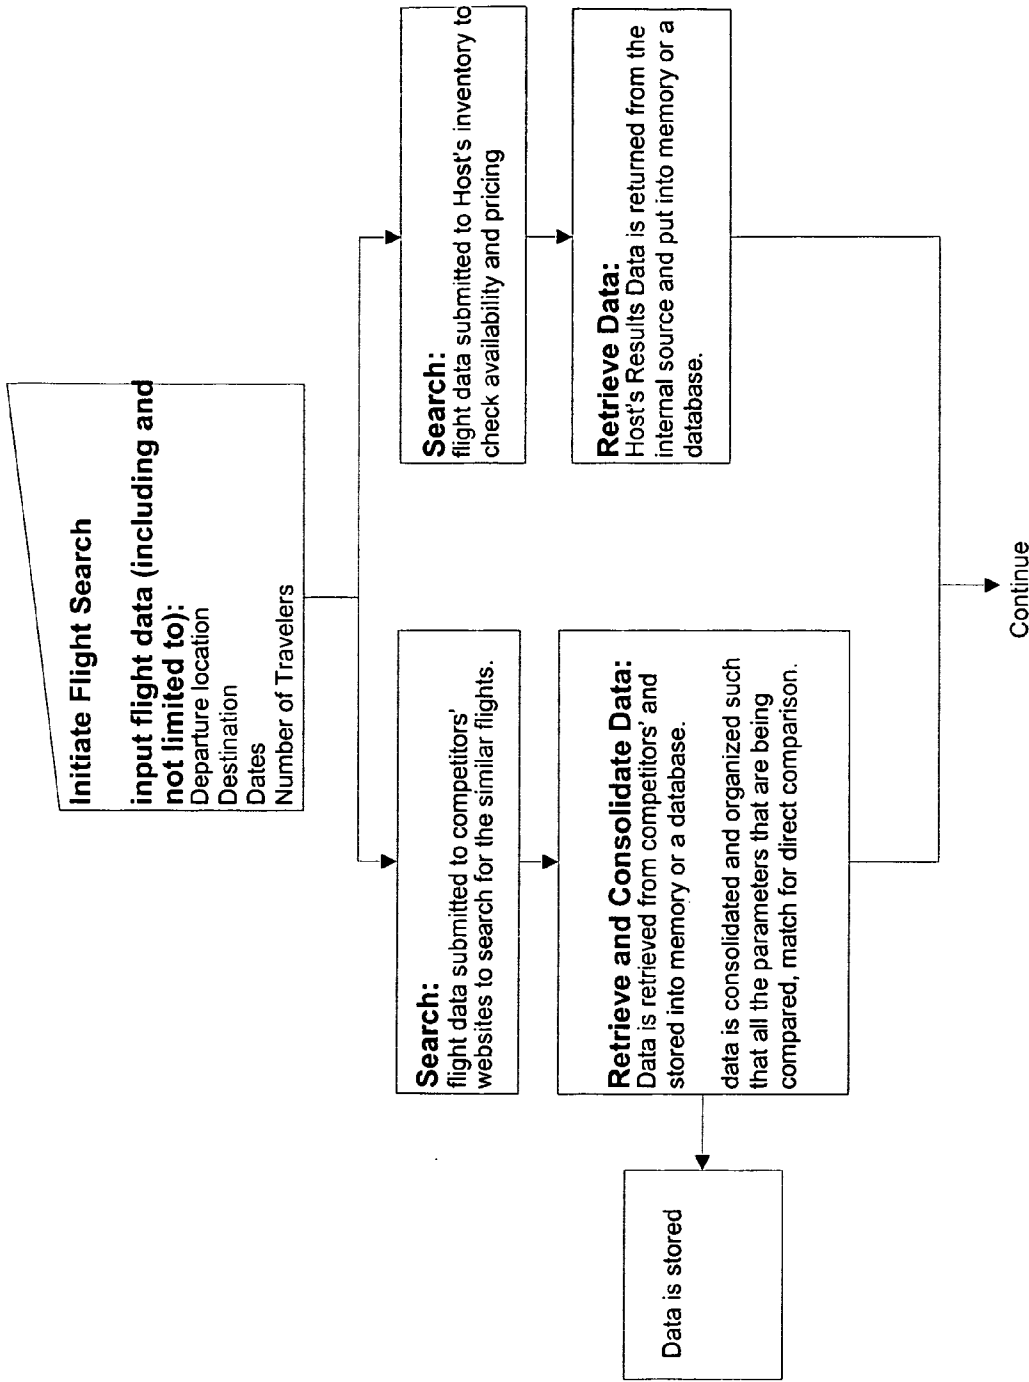 Initiate Flight Search
input flight data (including and
not limited to):
Departure location
Destination
Dates
Number of Travelers
Search:
flight data submitted to competitors'
websites to search for the similar flights.
Retrieve and Consolidate Data:
Data is retrieved from competitors' and
stored into memory or a database.
data is consolidated and organized such
that all the parameters that are being
compared, match for direct comparison.
Data is stored
Search:
flight data submitted to Host's inventory to
check availability and pricing
Retrieve Data:
Host's Results Data is returned from the
internal source and put into memory or a
database.
Continue